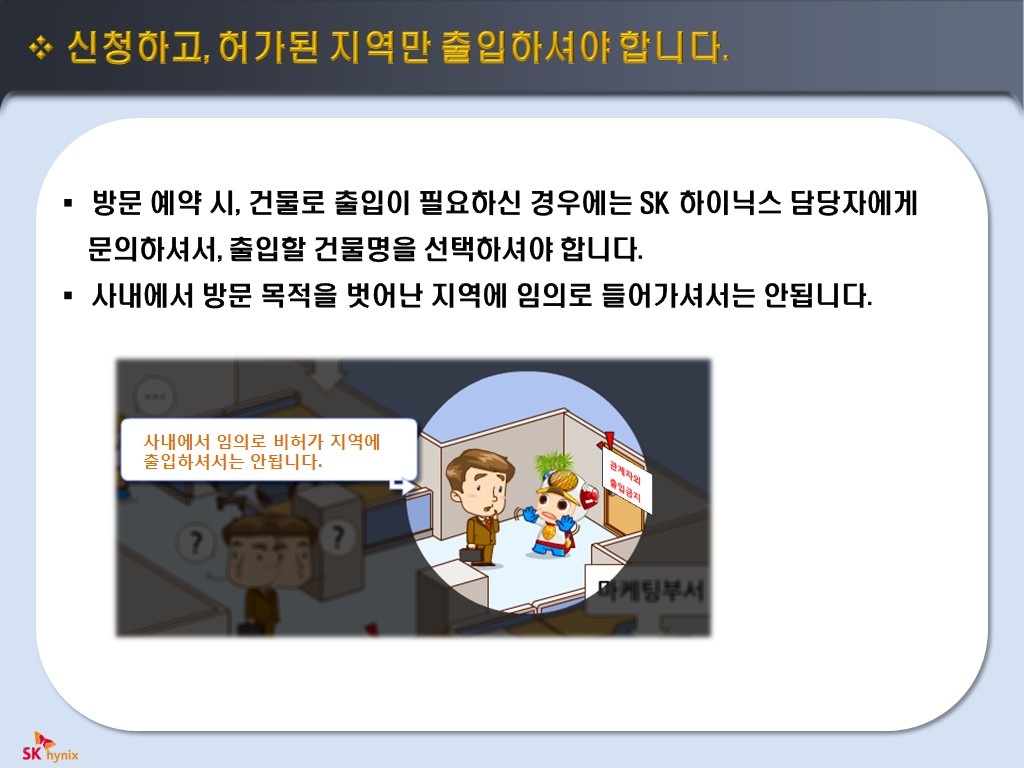 ❖ 신청하고, 허가된 지역만 출입하셔야 합니다.
▪ 방문 예약 시, 건물로 출입이 필요하신 경우에는 SK 하이닉스 담당자에게
문의하셔서, 출입할 건물명을 선택하셔야 합니다.
▪ 사내에서 방문 목적을 벗어난 지역에 임의로 들어가셔서는 안됩니다.
...
사내에서 임의로 비허가 지역에
출입하셔서는 안됩니다.
관계자외
출입금지
? ?
마케팅부서
SK hynix